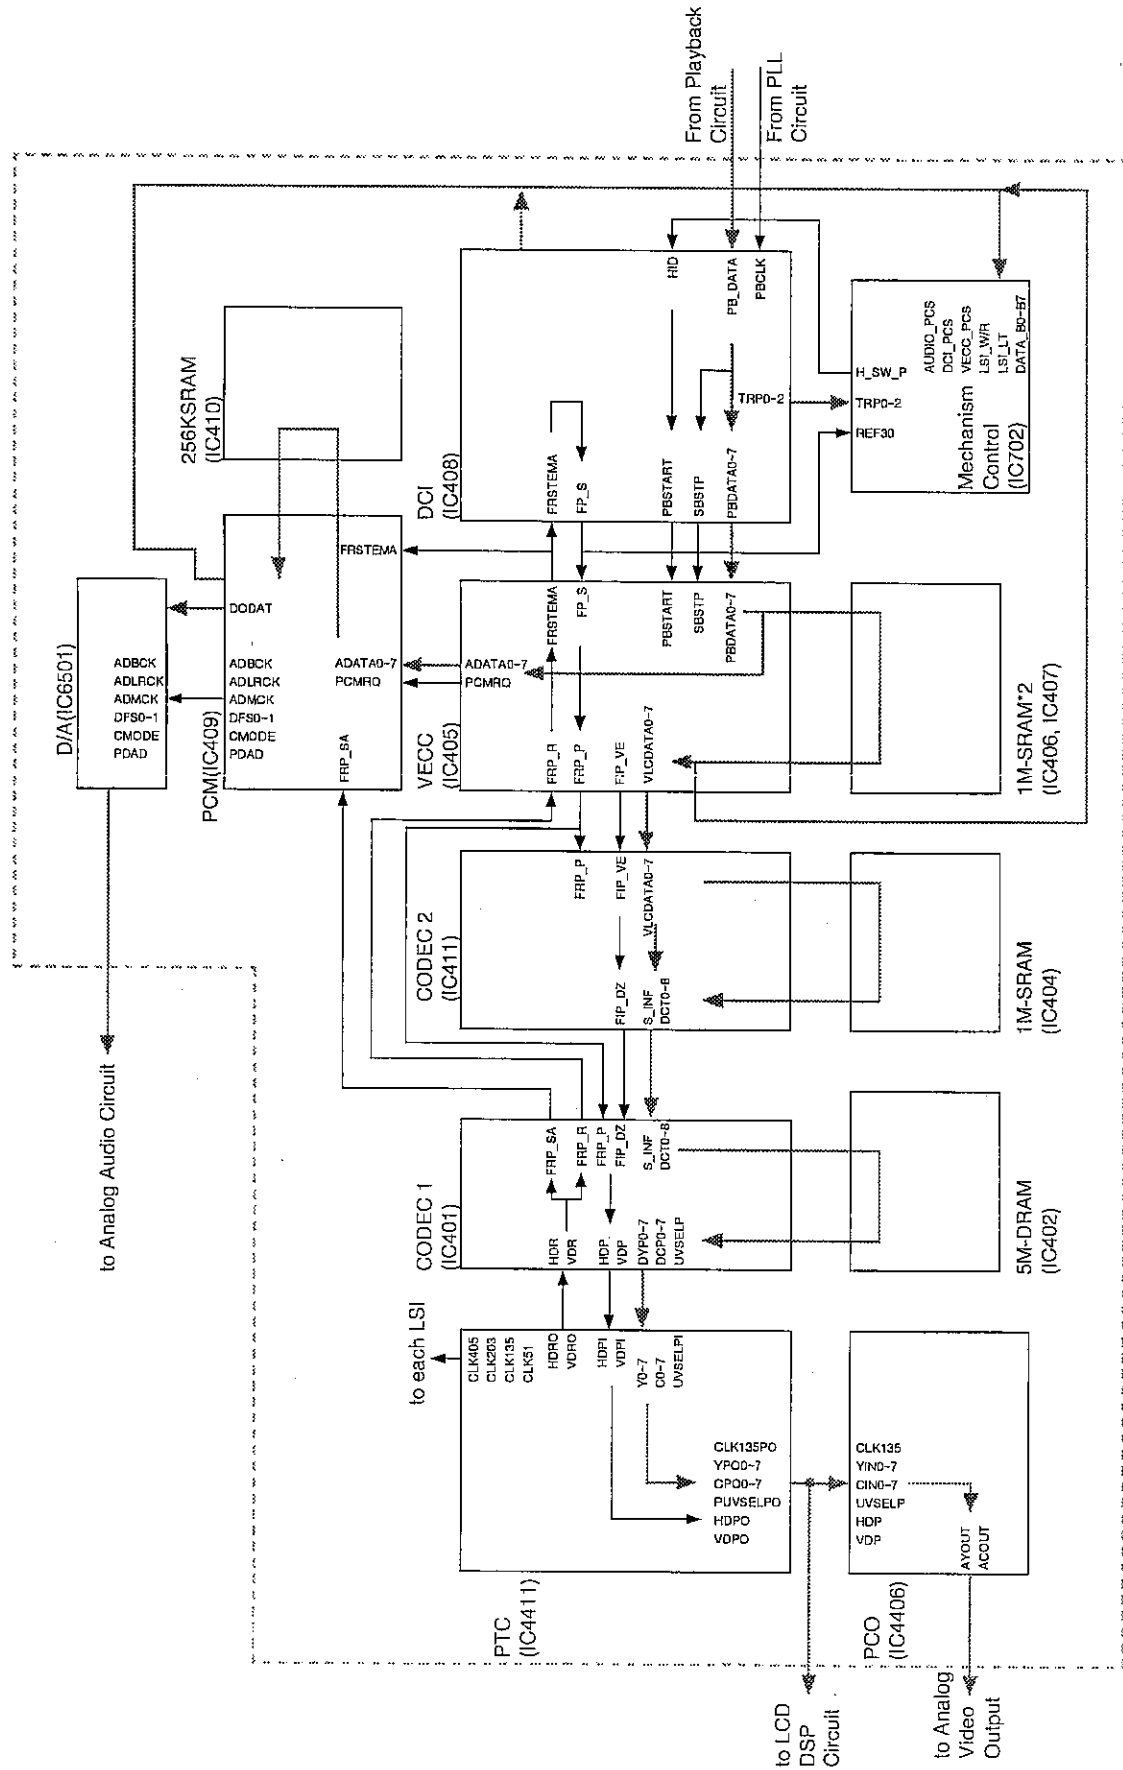 to Analog Audio Circuit
D/A(IC6501)
ADBCK
ADLRCK
ADMCK
DFS0~1
CMODE
PDAD
PCM(IC409)
DODAT
ADBCK
ADLRCK
ADMCK
DFS0~1
CMODE
PDAD
FRP_SA
FRSTEMA
ADATA0~7
PCMRQ
256KSRAM
(IC410)
to each LSI
PTC
(IC4411)
CLK405
CLK203
CLK135
CLK51
HDRO
VDRO
HDPI
VDPI
Y0~7
C0~7
UVSELPI
CLK135PO
YPO0~7
CPO0~7
PUVSELPO
HDPO
VDPO
CODEC 1
(IC401)
FRP_SA
FRP_R
FRP_P
FIP_DZ
S_INF
DCT0~8
HDR
VDR
HDP
VDP
DYP0~7
DCP0~7
UVSELP
CODEC 2
(IC411)
FRP_P
FIP_VE
VLCDATA0~7
FIP_DZ
S_INF
DCT0~8
VECC
(IC405)
FRSTEMA
FP_S
PBSTART
SBSTP
PBDATA0~7
ADATA0~7
PCMRQ
FRP_R
FRP_P
FIP_VE
VLCDATA0~7
DCI
(IC408)
HID
PB_DATA
PBCLK
FRSTEMA
FP_S
PBSTART
SBSTP
PBDATA0~7
TRP0~2
From Playback
Circuit
From PLL
Circuit
PCO
(IC4406)
CLK135
YIN0~7
CIN0~7
UVSELP
HDP
VDP
AYOUT
ACOUT
5M-DRAM
(IC402)
1M-SRAM
(IC404)
1M-SRAM*2
(IC406, IC407)
H_SW_P
TRP0~2
REF30
AUDIO_PCS
DCI_PCS
VECC_PCS
LSI_W/R
LSI_LT
DATA_B0~B7
Mechanism
Control
(IC702)
to LCD
DSP
Circuit
to Analog
Video
Output